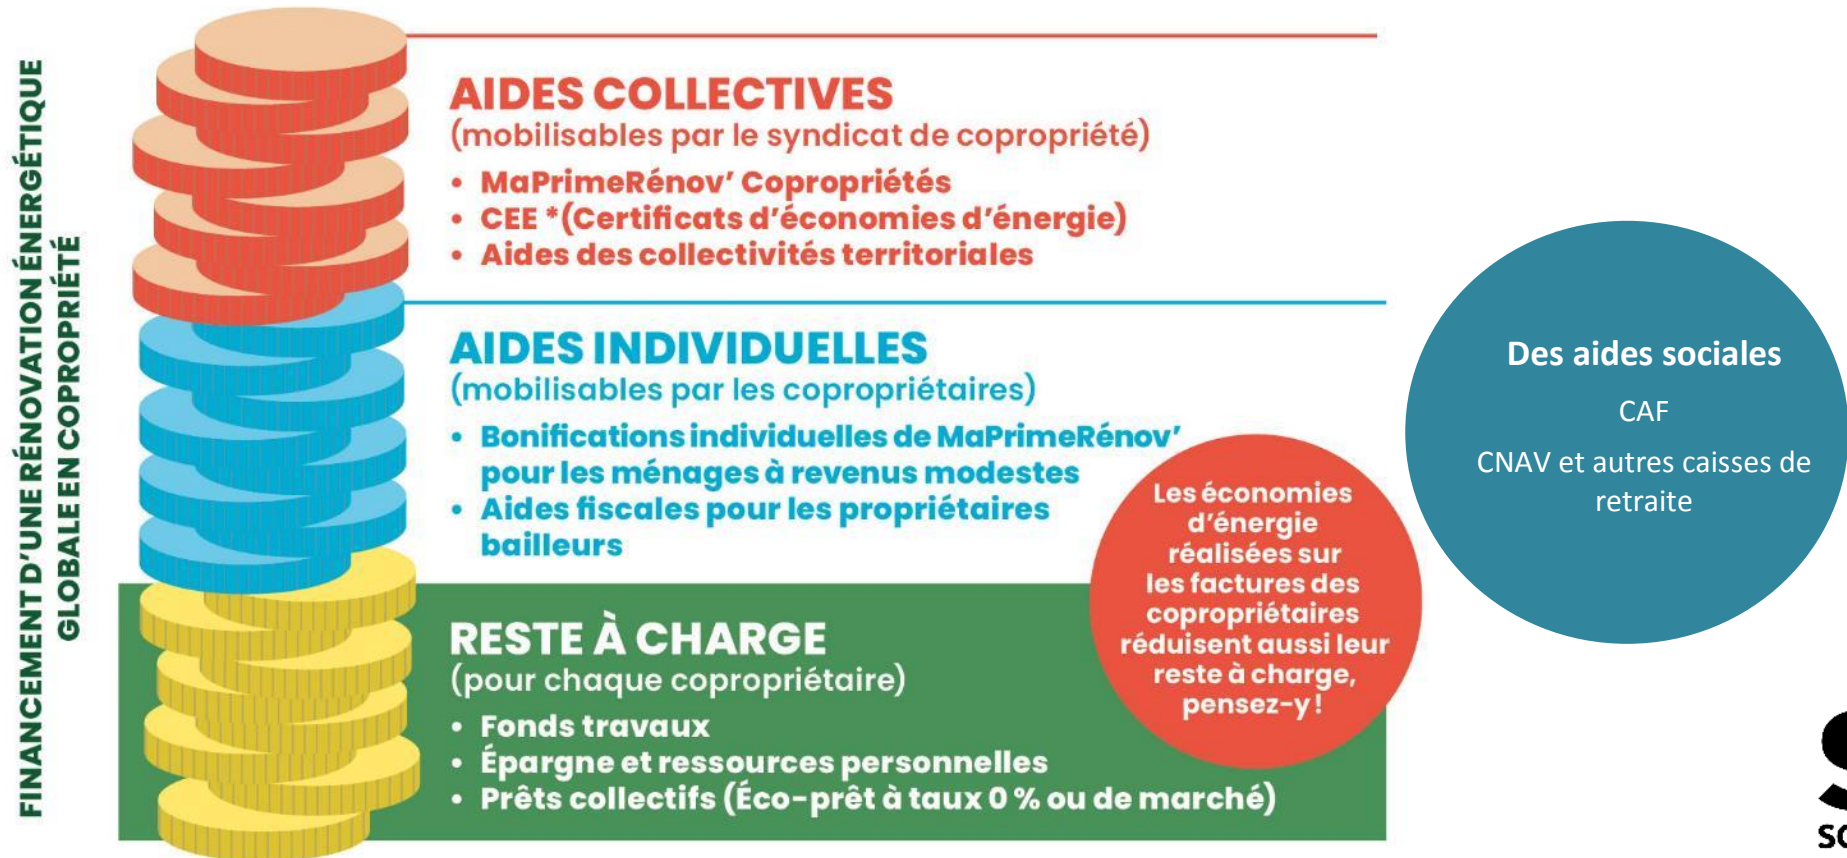 FINANCEMENT D'UNE RÉNOVATION ÉNERGÉTIQUE
GLOBALE EN COPROPRIÉTÉ
AIDES COLLECTIVES
(mobilisables par le syndicat de copropriété)
• MaPrimeRénov' Copropriétés
• CEE *(Certificats d'économies d'énergie)
• Aides des collectivités territoriales
AIDES INDIVIDUELLES
(mobilisables par les copropriétaires)
• Bonifications individuelles de MaPrimeRénov'
pour les ménages à revenus modestes
• Aides fiscales pour les propriétaires
bailleurs
RESTE À CHARGE
(pour chaque copropriétaire)
• Fonds travaux
• Épargne et ressources personnelles
• Prêts collectifs (Éco-prêt à taux 0 % ou de marché)
Les économies
d'énergie
réalisées sur
les factures des
copropriétaires
réduisent aussi leur
reste à charge,
pensez-y!
Des aides sociales
CAF
CNAV et autres caisses de
retraite